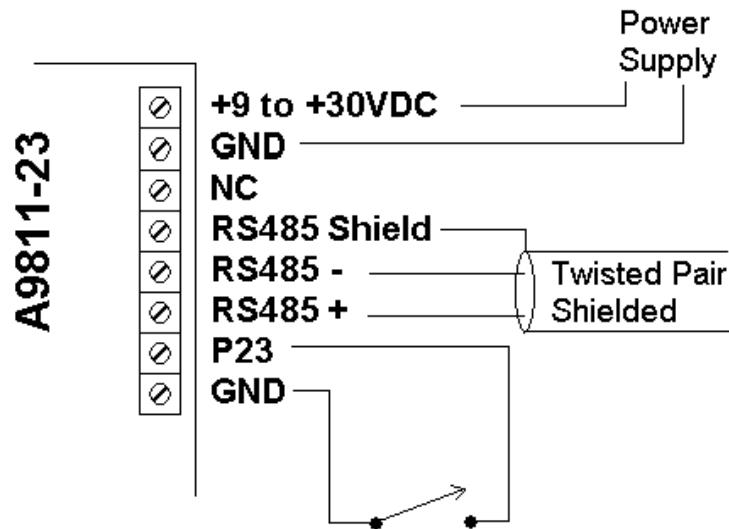 Power
Supply
A9811-23
+9 to +30VDC
GND
NC
RS485 Shield
RS485 -
RS485 +
P23
GND
Twisted Pair
Shielded